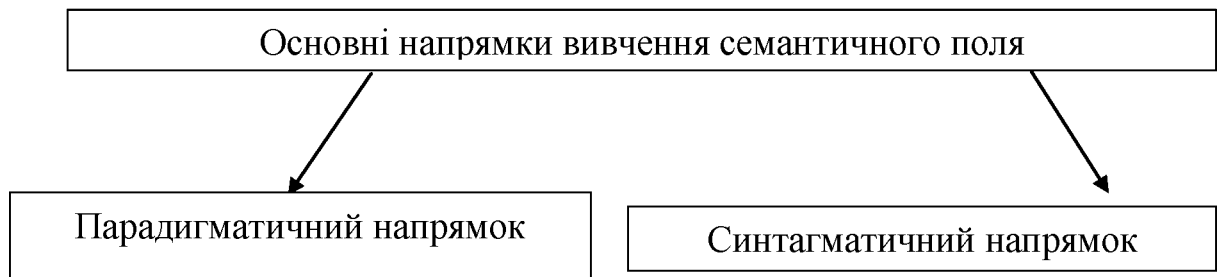 Основні напрямки вивчення семантичного поля
Парадигматичний напрямок
Синтагматичний напрямок